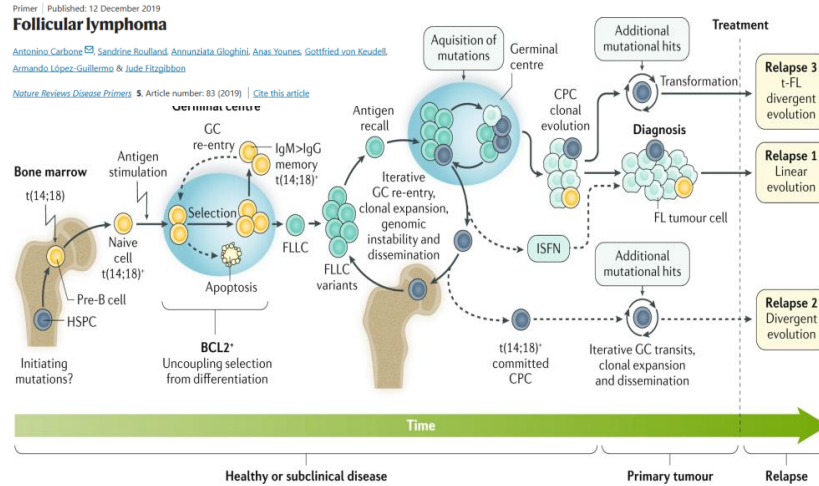 Primer | Published: 12 December 2019
Follicular lymphoma
Antonino Carbone, Sandrine Roulland, Annunziata Gloghini, Anas Younes, Gottfried von Keudell,
Armando López-Guillermo & Jude Fitzgibbon
Nature Reviews Disease Primers 5, Article number: 83 (2019) | Cite this article
Treatment
Germinal centre
GC
re-entry
IgM>IgG
memory
t(14;18)⁺
Bone marrow
t(14;18)
Antigen
stimulation
Naive
cell
t(14;18)⁺
Pre-B cell
HSPC
Initiating
mutations?
Selection
Apoptosis
BCL2⁺
Uncoupling selection
from differentiation
FLLC
FLLC
variants
Antigen
recall
Aquisition of
mutations
Germinal
centre
Iterative
GC re-entry,
clonal expansion,
genomic
instability and
dissemination
CPC
clonal
evolution
ISFN
t(14;18)⁺
committed
CPC
Additional
mutational hits
Transformation
Diagnosis
FL tumour cell
Additional
mutational hits
Iterative GC transits,
clonal expansion
and dissemination
Relapse 3
t-FL
divergent
evolution
Relapse 1
Linear
evolution
Relapse 2
Divergent
evolution
Time
Healthy or subclinical disease
Primary tumour
Relapse